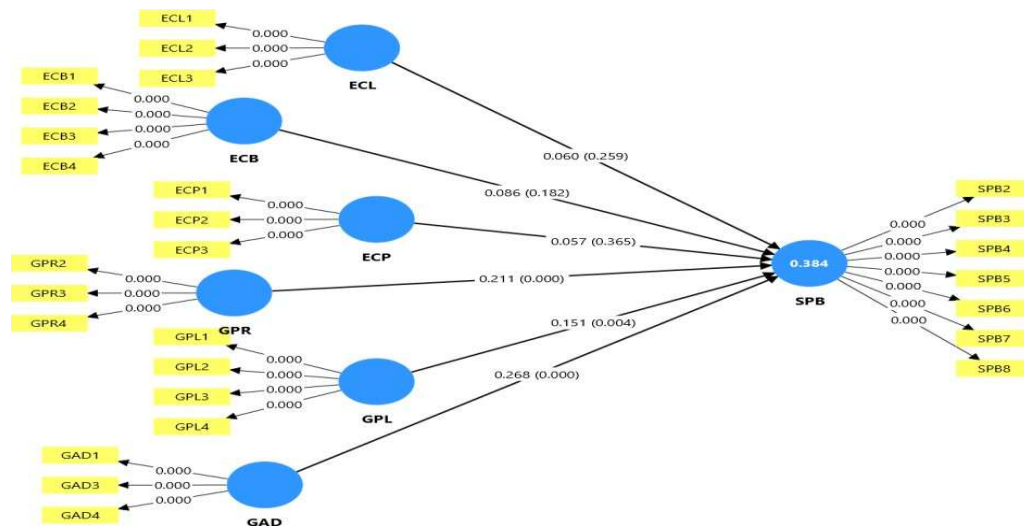 ECL1
0.000
ECL2
0.000
ECL3
0.000
ECL
ECB1
0.000
ECB2
0.000
ECB3
0.000
ECB4
0.000
ECB
0.060 (0.259)
0.086 (0.182)
ECP1
0.000
ECP2
0.000
ECP3
0.000
ECP
0.057 (0.365)
GPR2
0.000
GPR3
0.000
GPR4
0.000
GPR
0.211 (0.000)
GPL1
0.000
GPL2
0.000
GPL3
0.000
GPL4
0.000
GPL
0.151 (0.004)
0.268 (0.000)
GAD1
0.000
GAD3
0.000
GAD4
0.000
GAD
0.384
SPB
0.000
SPB2
0.000
SPB3
0.000
SPB4
0.000
SPB5
0.000
SPB6
0.000
SPB7
0.000
SPB8